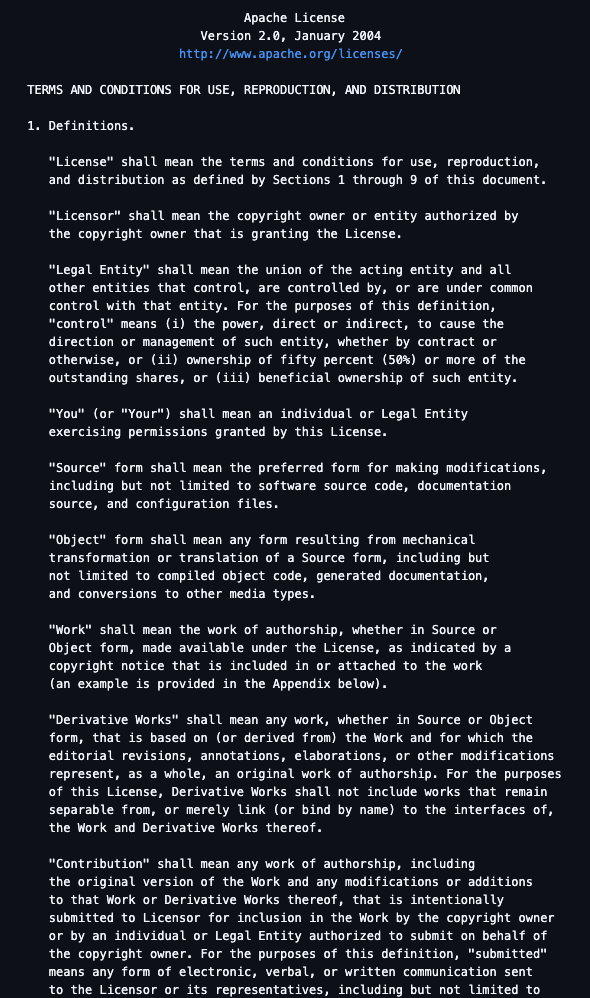 Apache License
Version 2.0, January 2004
http://www.apache.org/licenses/
TERMS AND CONDITIONS FOR USE, REPRODUCTION, AND DISTRIBUTION
1. Definitions.
"License" shall mean the terms and conditions for use, reproduction,
and distribution as defined by Sections 1 through 9 of this document.
"Licensor" shall mean the copyright owner or entity authorized by
the copyright owner that is granting the License.
"Legal Entity" shall mean the union of the acting entity and all
other entities that control, are controlled by, or are under common
control with that entity. For the purposes of this definition,
"control" means (i) the power, direct or indirect, to cause the
direction or management of such entity, whether by contract or
otherwise, or (ii) ownership of fifty percent (50%) or more of the
outstanding shares, or (iii) beneficial ownership of such entity.
"You" (or "Your") shall mean an individual or Legal Entity
exercising permissions granted by this License.
"Source" form shall mean the preferred form for making modifications,
including but not limited to software source code, documentation
source, and configuration files.
"Object" form shall mean any form resulting from mechanical
transformation or translation of a Source form, including but
not limited to compiled object code, generated documentation,
and conversions to other media types.
"Work" shall mean the work of authorship, whether in Source or
Object form, made available under the License, as indicated by a
copyright notice that is included in or attached to the work
(an example is provided in the Appendix below).
"Derivative Works" shall mean any work, whether in Source or Object
form, that is based on (or derived from) the Work and for which the
editorial revisions, annotations, elaborations, or other modifications
represent, as a whole, an original work of authorship. For the purposes
of this License, Derivative Works shall not include works that remain
separable from, or merely link (or bind by name) to the interfaces of,
the Work and Derivative Works thereof.
"Contribution" shall mean any work of authorship, including
the original version of the Work and any modifications or additions
to that Work or Derivative Works thereof, that is intentionally
submitted to Licensor for inclusion in the Work by the copyright owner
or by an individual or Legal Entity authorized to submit on behalf of
the copyright owner. For the purposes of this definition, "submitted"
means any form of electronic, verbal, or written communication sent
to the Licensor or its representatives, including but not limited to